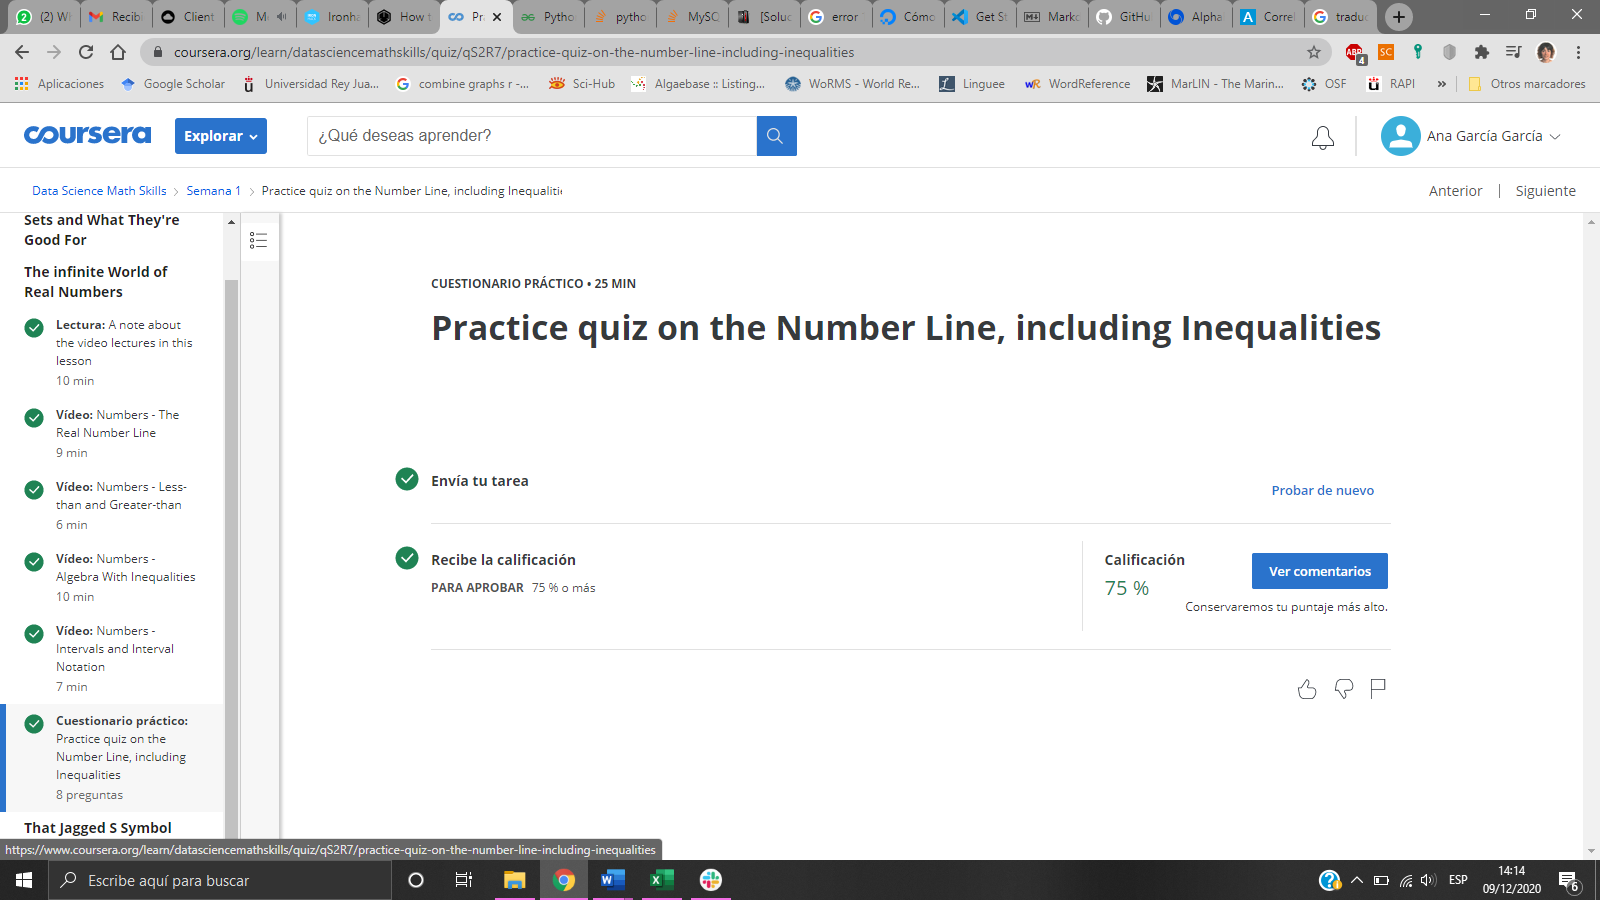 (2) W
Recib
Client
M
Ironha
How t
Pra
Pytho
pytho
MySQ
[Soluc
error
Cómo
Get St
Marko
GitHu
Alpha
Correl
traduc
coursera.org/learn/datasciencemathskills/quiz/qS2R7/practice-quiz-on-the-number-line-including-inequalities
ABP
4
SC
Aplicaciones
Google Scholar
Universidad Rey Jua...
combine graphs r -...
Sci-Hub
Algaebase :: Listing...
WoRMS - World Re...
Linguee
WordReference
MarLIN - The Marin...
OSF
RAPI
»
Otros marcadores
coursera
Explorar
¿Qué deseas aprender?
Ana García García
Data Science Math Skills > Semana 1 > Practice quiz on the Number Line, including Inequalitie
Anterior | Siguiente
Sets and What They're
Good For
The infinite World of
Real Numbers
Lectura: A note about
the video lectures in this
lesson
10 min
Vídeo: Numbers - The
Real Number Line
9 min
Vídeo: Numbers - Less-
than and Greater-than
6 min
Vídeo: Numbers -
Algebra With Inequalities
10 min
Vídeo: Numbers -
Intervals and Interval
Notation
7 min
Cuestionario práctico:
Practice quiz on the
Number Line, including
Inequalities
8 preguntas
That Jagged S Symbol
CUESTIONARIO PRÁCTICO • 25 MIN
Practice quiz on the Number Line, including Inequalities
Envía tu tarea
Probar de nuevo
Recibe la calificación
PARA APROBAR 75 % o más
Calificación
75 %
Ver comentarios
Conservaremos tu puntaje más alto.
https://www.coursera.org/learn/datasciencemathskills/quiz/qS2R7/practice-quiz-on-the-number-line-including-inequalities
Escribe aquí para buscar
ESP
14:14
09/12/2020
6